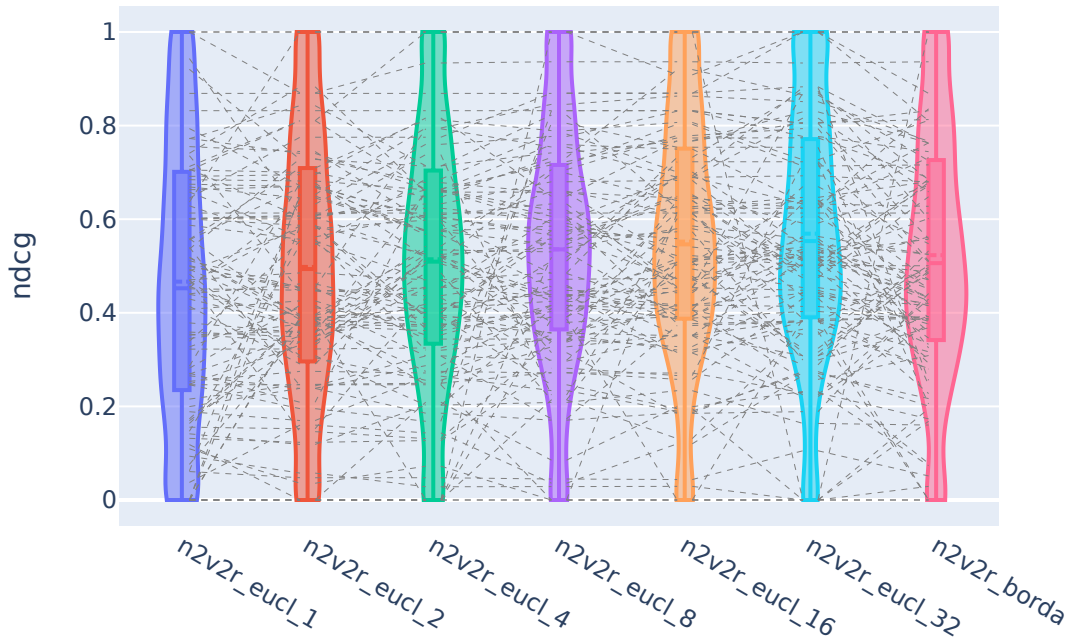 ndcg
1
0.8
0.6
0.4
0.2
0
n2v2r_eucl_1
n2v2r_eucl_2
n2v2r_eucl_4
n2v2r_eucl_8
n2v2r_eucl_16
n2v2r_eucl_32
n2v2r_borda